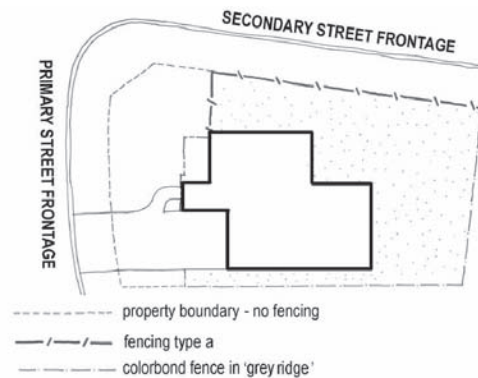 SECONDARY STREET FRONTAGE
PRIMARY STREET FRONTAGE
property boundary - no fencing
fencing type a
colorbond fence in 'grey ridge'